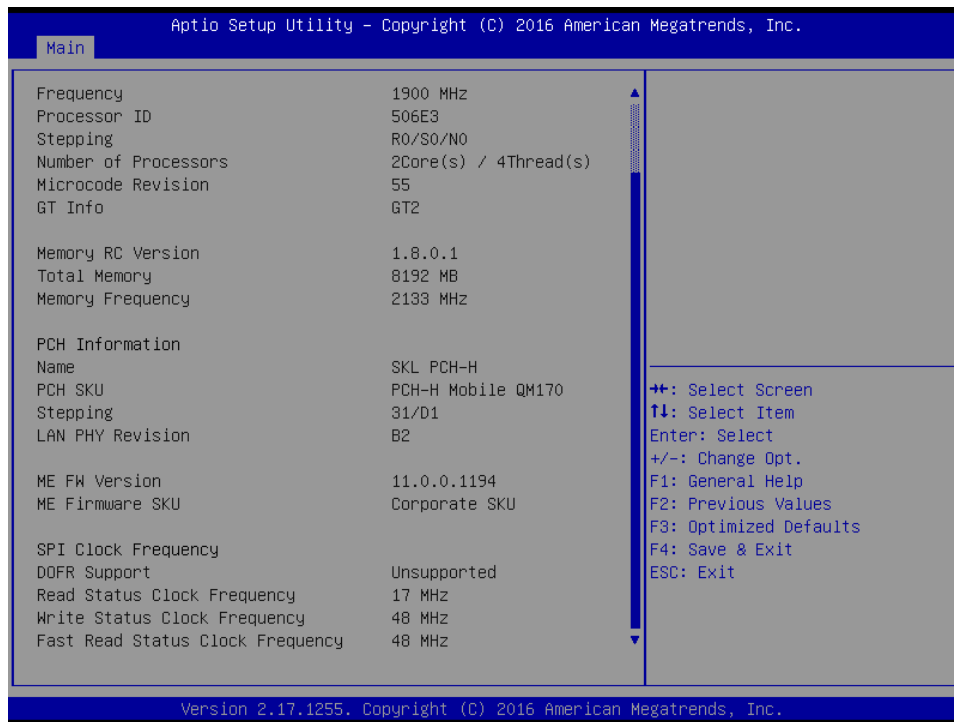 Aptio Setup Utility – Copyright (C) 2016 American Megatrends, Inc.
Main
Frequency 1900 MHz
Processor ID 506E3
Stepping R0/S0/N0
Number of Processors 2Core(s) / 4Thread(s)
Microcode Revision 55
GT Info GT2
Memory RC Version 1.8.0.1
Total Memory 8192 MB
Memory Frequency 2133 MHz
PCH Information
Name SKL PCH-H
PCH SKU PCH-H Mobile QM170
Stepping 31/D1
LAN PHY Revision B2
ME FW Version 11.0.0.1194
ME Firmware SKU Corporate SKU
SPI Clock Frequency
DOFR Support Unsupported
Read Status Clock Frequency 17 MHz
Write Status Clock Frequency 48 MHz
Fast Read Status Clock Frequency 48 MHz
→←: Select Screen
↑↓: Select Item
Enter: Select
+/-: Change Opt.
F1: General Help
F2: Previous Values
F3: Optimized Defaults
F4: Save & Exit
ESC: Exit
Version 2.17.1255. Copyright (C) 2016 American Megatrends, Inc.